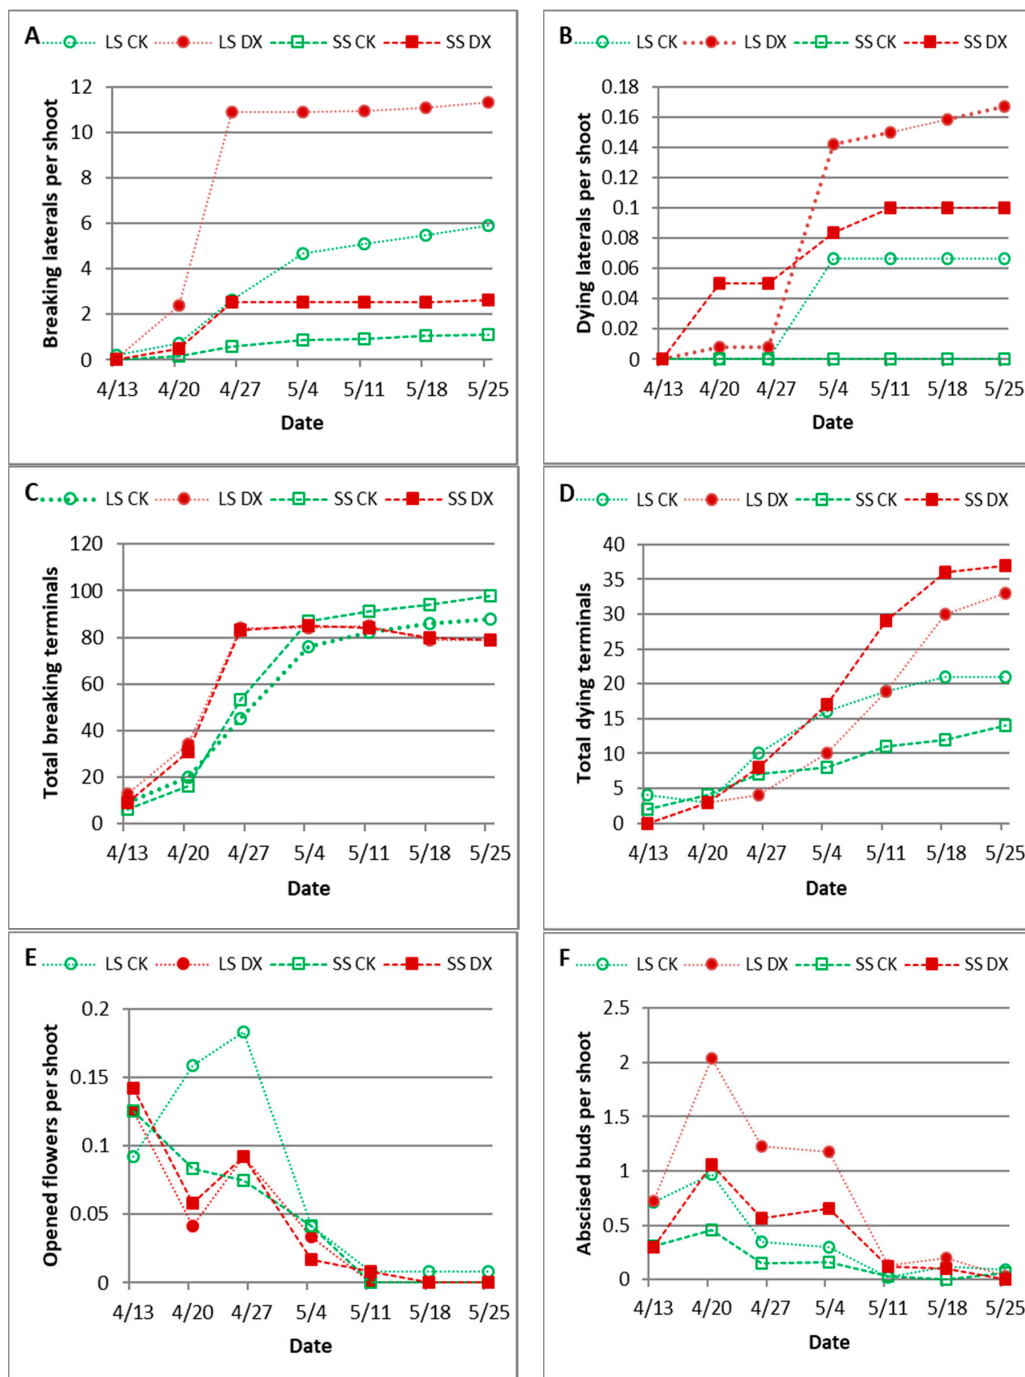 A LS CK LS DX SS CK SS DX
Breaking laterals per shoot
12
10
8
6
4
2
0
4/13 4/20 4/27 5/4 5/11 5/18 5/25
Date
B LS CK LS DX SS CK SS DX
Dying laterals per shoot
0.18
0.16
0.14
0.12
0.1
0.08
0.06
0.04
0.02
0
4/13 4/20 4/27 5/4 5/11 5/18 5/25
Date
C LS CK LS DX SS CK SS DX
Total breaking terminals
120
100
80
60
40
20
0
4/13 4/20 4/27 5/4 5/11 5/18 5/25
Date
D LS CK LS DX SS CK SS DX
Total dying terminals
40
35
30
25
20
15
10
5
0
4/13 4/20 4/27 5/4 5/11 5/18 5/25
Date
E LS CK LS DX SS CK SS DX
Opened flowers per shoot
0.2
0.15
0.1
0.05
0
4/13 4/20 4/27 5/4 5/11 5/18 5/25
Date
F LS CK LS DX SS CK SS DX
Abscised buds per shoot
2.5
2
1.5
1
0.5
0
4/13 4/20 4/27 5/4 5/11 5/18 5/25
Date